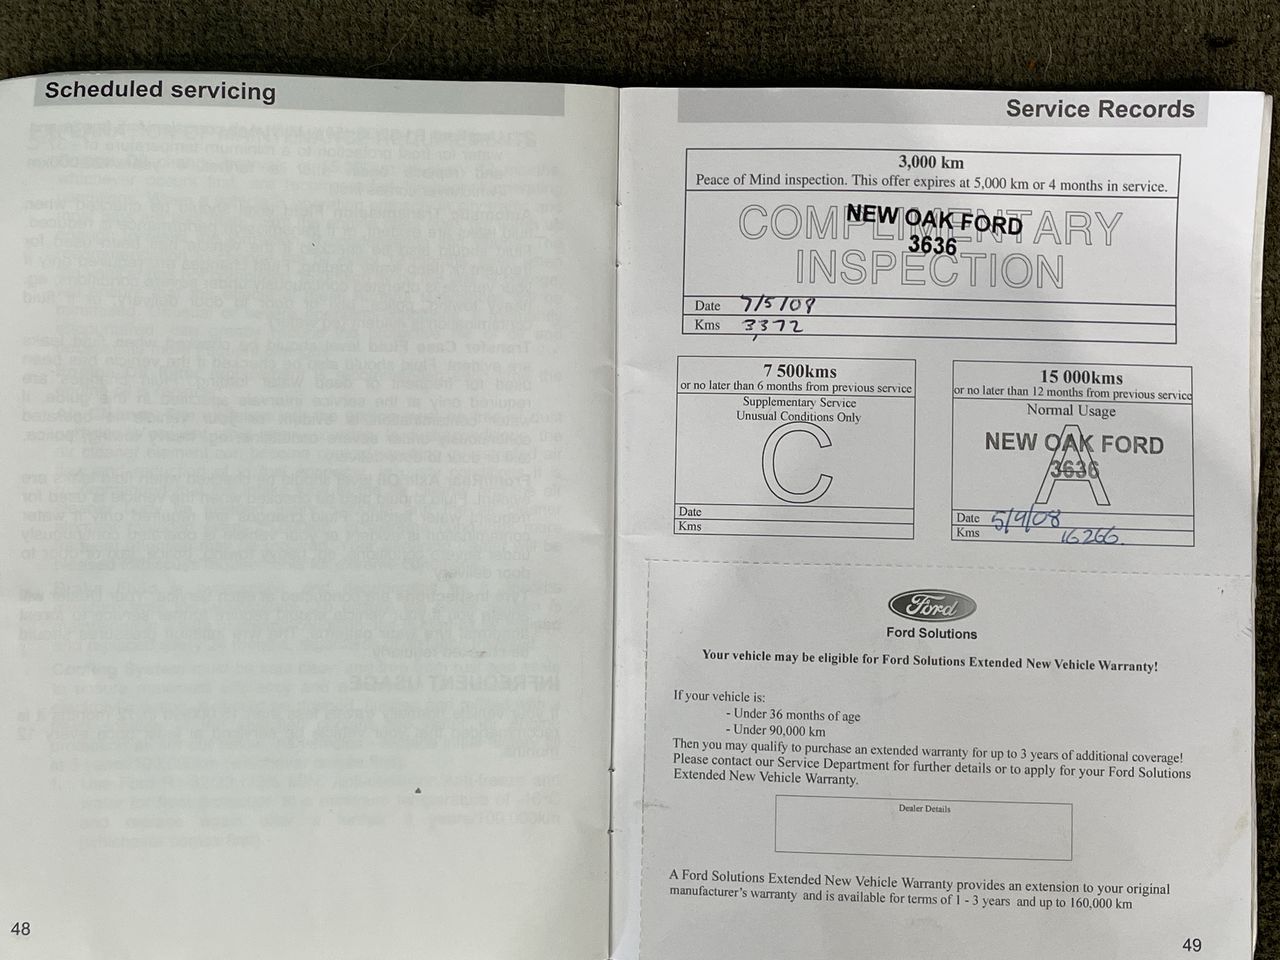 Scheduled servicing
48
Service Records
3,000 km
Peace of Mind inspection. This offer expires at 5,000 km or 4 months in service.
COMPLIMENTARY
INSPECTION
NEW OAK FORD
3636
Date 7/5/08
Kms 3,372
7 500kms
or no later than 6 months from previous service
Supplementary Service
Unusual Conditions Only
C
Date
Kms
15 000kms
or no later than 12 months from previous service
Normal Usage
A
NEW OAK FORD
3636
Date 5/9/08
Kms 16266
Ford
Ford Solutions
Your vehicle may be eligible for Ford Solutions Extended New Vehicle Warranty!
If your vehicle is:
- Under 36 months of age
- Under 90,000 km
Then you may qualify to purchase an extended warranty for up to 3 years of additional coverage!
Please contact our Service Department for further details or to apply for your Ford Solutions
Extended New Vehicle Warranty.
Dealer Details
A Ford Solutions Extended New Vehicle Warranty provides an extension to your original
manufacturer's warranty and is available for terms of 1 - 3 years and up to 160,000 km
49